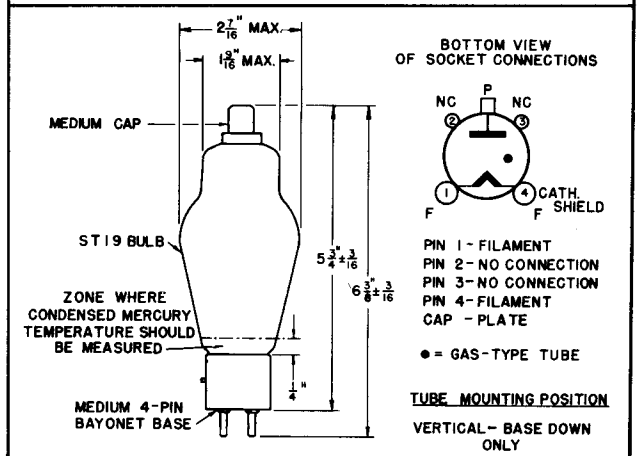 2 7/16" MAX.
1 9/16" MAX.
MEDIUM CAP
ST19 BULB
ZONE WHERE
CONDENSED MERCURY
TEMPERATURE SHOULD
BE MEASURED
MEDIUM 4-PIN
BAYONET BASE
5 3/4" ± 3/16
6 3/8" ± 3/16
1/4"
BOTTOM VIEW
OF SOCKET CONNECTIONS
P
NC NC
2 3
1 4 CATH.
SHIELD
F F
PIN 1-FILAMENT
PIN 2-NO CONNECTION
PIN 3-NO CONNECTION
PIN 4-FILAMENT
CAP -PLATE
●= GAS-TYPE TUBE
TUBE MOUNTING POSITION
VERTICAL- BASE DOWN
ONLY